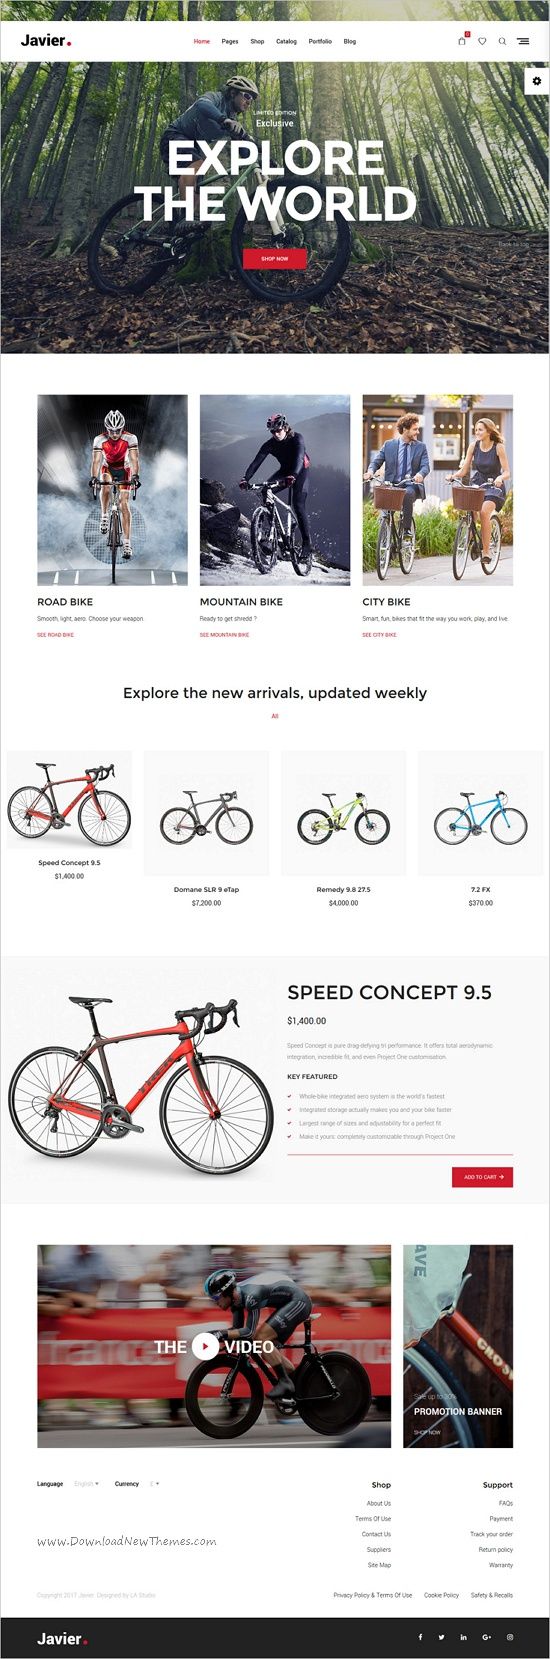 Javier.
Home Pages Shop Catalog Portfolio Blog
0
LIMITED EDITION
Exclusive
EXPLORE
THE WORLD
Back to top
SHOP NOW
ROAD BIKE
Smooth, light, aero. Choose your weapon.
SEE ROAD BIKE
MOUNTAIN BIKE
Ready to get shredd ?
SEE MOUNTAIN BIKE
CITY BIKE
Smart, fun, bikes that fit the way you work, play, and live.
SEE CITY BIKE
Explore the new arrivals, updated weekly
All
Speed Concept 9.5
$1,400.00
Domane SLR 9 eTap
$7,200.00
Remedy 9.8 27.5
$4,000.00
7.2 FX
$370.00
SPEED CONCEPT 9.5
$1,400.00
Speed Concept is pure drag-defying tri performance. It offers total aerodynamic
integration, incredible fit, and even Project One customisation.
KEY FEATURED
Whole-bike integrated aero system is the world's fastest
Integrated storage actually makes you and your bike faster
Largest range of sizes and adjustability for a perfect fit
Make it yours: completely customizable through Project One
ADD TO CART
THE VIDEO
Sale up to 30%
PROMOTION BANNER
SHOP NOW
Language English Currency £
Shop
About Us
Terms Of Use
Contact Us
Suppliers
Site Map
Support
FAQs
Payment
Track your order
Return policy
Warranty
www.DownloadNewThemes.com
Copyright 2017 Javier. Designed by LA Studio
Privacy Policy & Terms Of Use Cookie Policy Safety & Recalls
Javier.